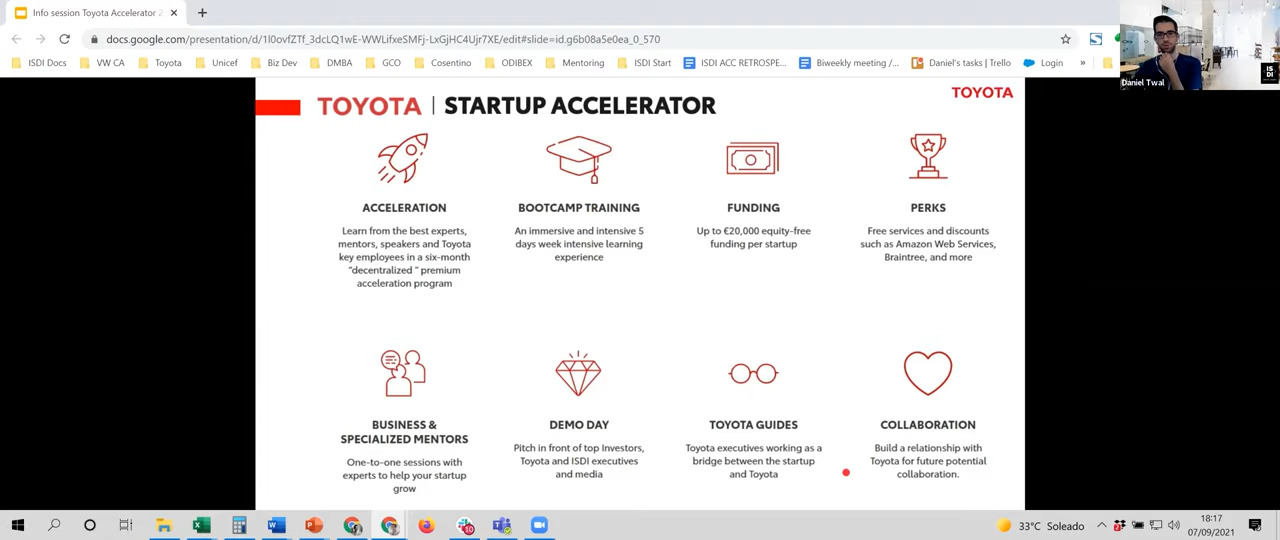 Info session Toyota Accelerator 2
docs.google.com/presentation/d/1I0ovfZTf_3dcLQ1wE-WWLifxeSMFj-LxGjHC4Ujr7XE/edit#slide=id.g6b08a5e0ea_0_570
ISDI Docs VW CA Toyota Unicef Biz Dev DMBA GCO Cosentino ODIBEX Mentoring ISDI Start ISDI ACC RETROSPE... Biweekly meeting /... Daniel's tasks | Trello Login »
Daniel Twal
IS
DI
TOYOTA
TOYOTA | STARTUP ACCELERATOR
ACCELERATION
Learn from the best experts,
mentors, speakers and Toyota
key employees in a six-month
"decentralized " premium
acceleration program
BOOTCAMP TRAINING
An immersive and intensive 5
days week intensive learning
experience
FUNDING
Up to €20,000 equity-free
funding per startup
PERKS
Free services and discounts
such as Amazon Web Services,
Braintree, and more
BUSINESS &
SPECIALIZED MENTORS
One-to-one sessions with
experts to help your startup
grow
DEMO DAY
Pitch in front of top Investors,
Toyota and ISDI executives
and media
TOYOTA GUIDES
Toyota executives working as a
bridge between the startup
and Toyota
COLLABORATION
Build a relationship with
Toyota for future potential
collaboration.
10
33°C Soleado
18:17
07/09/2021